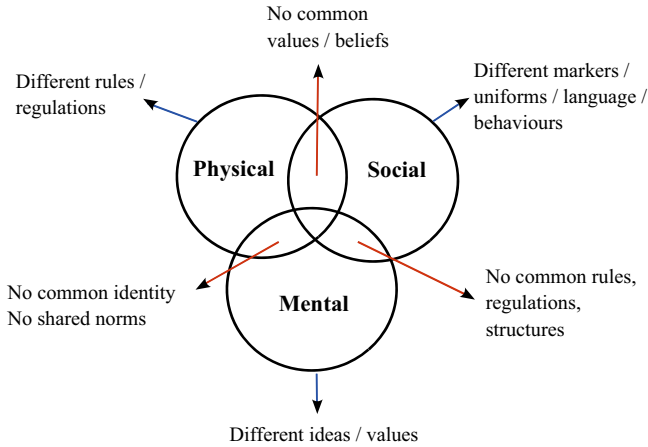 No common
values / beliefs
Different rules /
regulations
Different markers /
uniforms / language /
behaviours
Physical
Social
No common identity
No shared norms
Mental
No common rules,
regulations,
structures
Different ideas / values